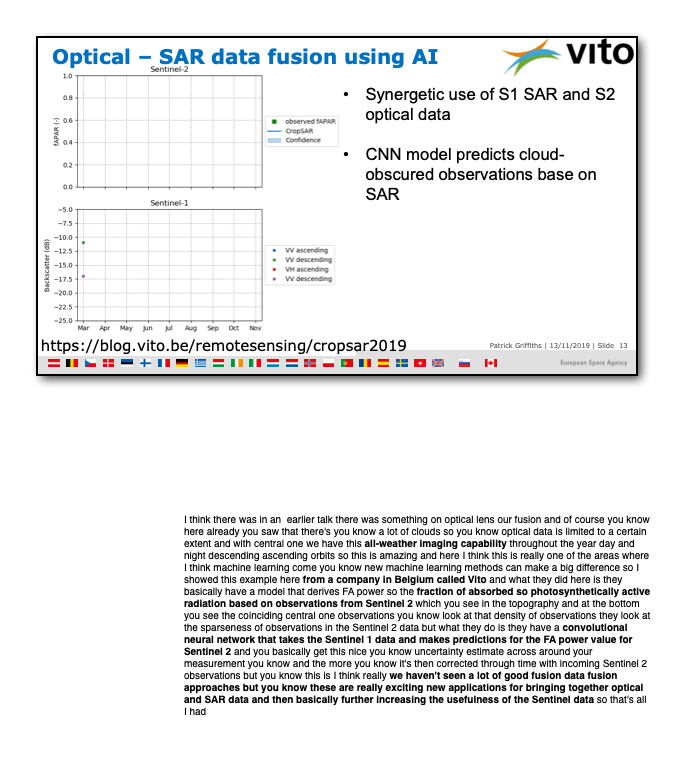 Optical – SAR data fusion using AI
vito
Sentinel-2
1.0
0.8
0.6
0.4
0.2
0.0
fAPAR (-)
observed fAPAR
CropSAR
Confidence
• Synergetic use of S1 SAR and S2
optical data
• CNN model predicts cloud-
obscured observations base on
SAR
Sentinel-1
−5.0
−7.5
−10.0
−12.5
−15.0
−17.5
−20.0
−22.5
−25.0
Backscatter (dB)
Mar Apr May Jun Jul Aug Sep Oct Nov
VV ascending
VV descending
VH ascending
VV descending
https://blog.vito.be/remotesensing/cropsar2019
Patrick Griffiths | 13/11/2019 | Slide 13
European Space Agency
I think there was in an earlier talk there was something on optical lens our fusion and of course you know
here already you saw that there's you know a lot of clouds so you know optical data is limited to a certain
extent and with central one we have this all-weather imaging capability throughout the year day and
night descending ascending orbits so this is amazing and here I think this is really one of the areas where
I think machine learning come you know new machine learning methods can make a big difference so I
showed this example here from a company in Belgium called Vito and what they did here is they
basically have a model that derives FA power so the fraction of absorbed so photosynthetically active
radiation based on observations from Sentinel 2 which you see in the topography and at the bottom
you see the coinciding central one observations you know look at that density of observations they look at
the sparseness of observations in the Sentinel 2 data but what they do is they have a convolutional
neural network that takes the Sentinel 1 data and makes predictions for the FA power value for
Sentinel 2 and you basically get this nice you know uncertainty estimate across around your
measurement you know and the more you know it's then corrected through time with incoming Sentinel 2
observations but you know this is I think really we haven't seen a lot of good fusion data fusion
approaches but you know these are really exciting new applications for bringing together optical
and SAR data and then basically further increasing the usefulness of the Sentinel data so that's all
I had